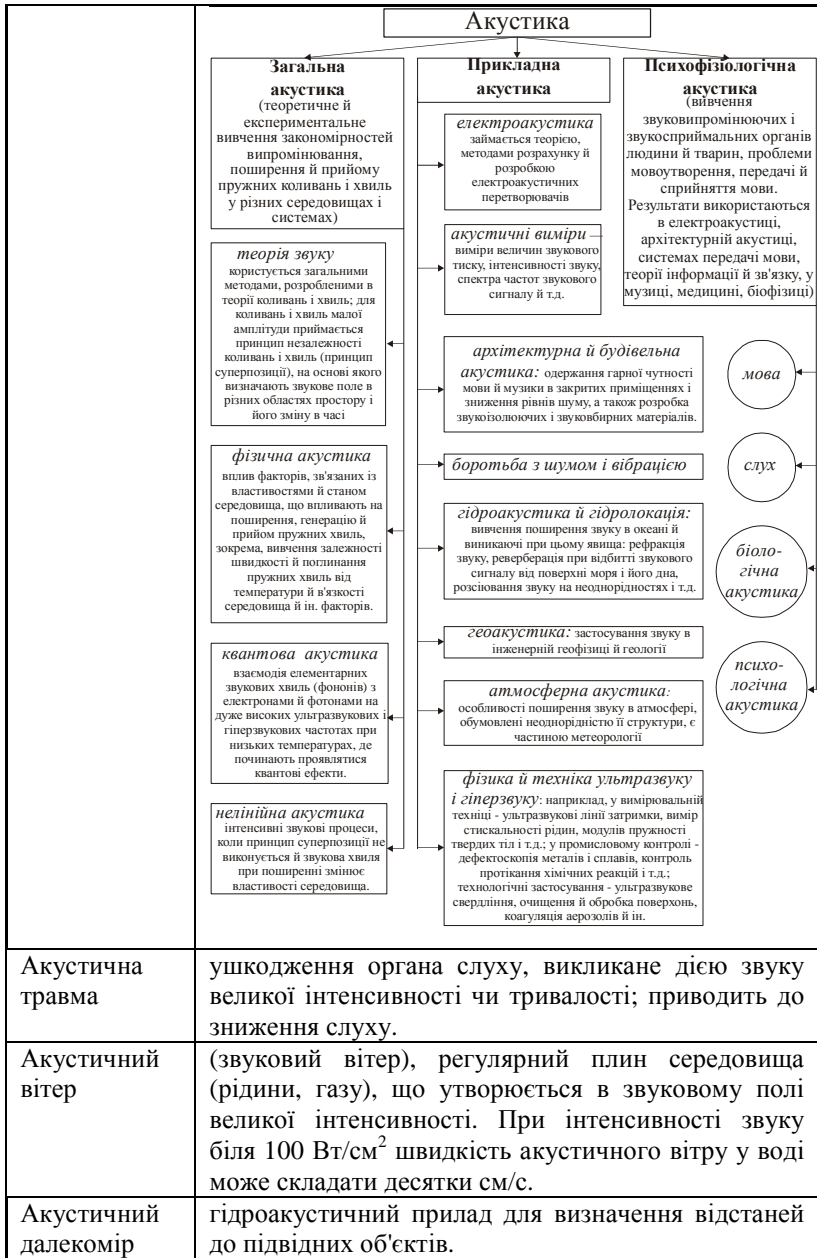 Акустика
Загальна
акустика
(теоретичне й
експериментальне
вивчення закономірностей
випромінювання,
поширення й прийому
пружних коливань і хвиль
у різних середовищах і
системах)
теорія звуку
користується загальними
методами, розробленими в
теорії коливань і хвиль; для
коливань і хвиль малої
амплітуди приймається
принцип незалежності
коливань і хвиль (принцип
суперпозиції), на основі якого
визначають звукове поле в
різних областях простору і
його зміну в часі
фізична акустика
вплив факторів, зв'язаних із
властивостями й станом
середовища, що впливають на
поширення, генерацію й
прийом пружних хвиль,
зокрема, вивчення залежності
швидкості й поглинання
пружних хвиль від
температури й в'язкості
середовища й ін. факторів.
квантова акустика
взаємодія елементарних
звукових хвиль (фононів) з
електронами й фотонами на
дуже високих ультразвукових і
гіперзвукових частотах при
низьких температурах, де
починають проявлятися
квантові ефекти.
нелінійна акустика
інтенсивні звукові процеси,
коли принцип суперпозиції не
виконується й звукова хвиля
при поширенні змінює
властивості середовища.
Прикладна
акустика
електроакустика
займається теорією,
методами розрахунку й
розробкою
електроакустичних
перетворювачів
акустичні виміри
виміри величин звукового
тиску, інтенсивності звуку,
спектра частот звукового
сигналу й т.д.
архітектурна й будівельна
акустика: одержання гарної чутності
мови й музики в закритих приміщеннях і
зниження рівнів шуму, а також розробка
звукоізолюючих і звуковбирних матеріалів.
боротьба з шумом і вібрацією
гідроакустика й гідролокація:
вивчення поширення звуку в океані й
виникаючі при цьому явища: рефракція
звуку, реверберація при відбитті звукового
сигналу від поверхні моря і його дна,
розсіювання звуку на неоднорідностях і т.д.
геоакустика: застосування звуку в
інженерній геофізиці й геології
атмосферна акустика:
особливості поширення звуку в атмосфері,
обумовлені неоднорідністю її структури, є
частиною метеорології
фізика й техніка ультразвуку
і гіперзвуку: наприклад, у вимірювальній
техніці - ультразвукові лінії затримки, вимір
стискальності рідин, модулів пружності
твердих тіл і т.д.; у промисловому контролі -
дефектоскопія металів і сплавів, контроль
протікання хімічних реакцій і т.д.;
технологічні застосування - ультразвукове
свердління, очищення й обробка поверхонь,
коагуляція аерозолів й ін.
Психофізіологічна
акустика
(вивчення
звуковипромінюючих і
звукосприймальних органів
людини й тварин, проблеми
мовоутворення, передачі й
сприйняття мови.
Результати використаються
в електроакустиці,
архітектурній акустиці,
системах передачі мови,
теорії інформації й зв'язку, у
музиці, медицині, біофізиці)
мова
слух
біоло-
гічна
акустика
психо-
логічна
акустика
Акустична травма
ушкодження органа слуху, викликане дією звуку
великої інтенсивності чи тривалості; приводить до
зниження слуху.
Акустичний вітер
(звуковий вітер), регулярний плин середовища
(рідини, газу), що утворюється в звуковому полі
великої інтенсивності. При інтенсивності звуку
біля 100 Вт/см² швидкість акустичного вітру у воді
може складати десятки см/с.
Акустичний далекомір
гідроакустичний прилад для визначення відстаней
до підвідних об'єктів.